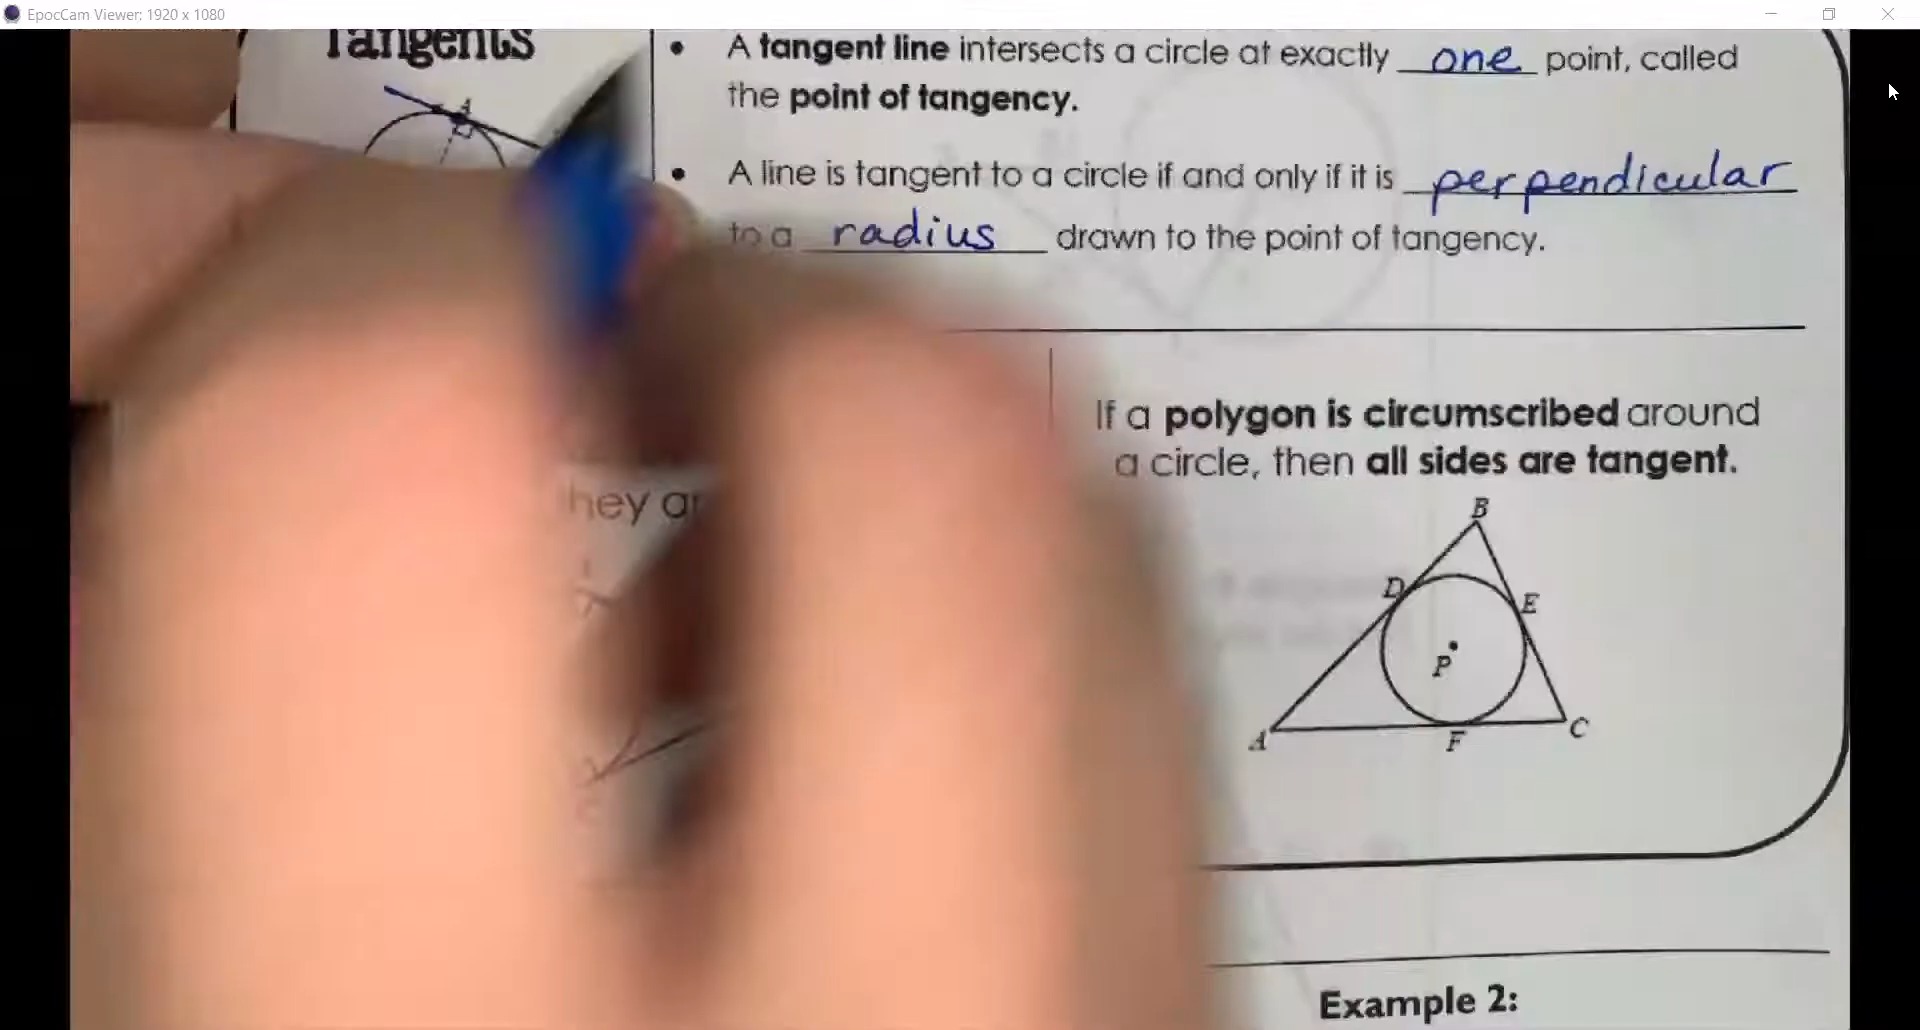 EpocCam Viewer: 1920 x 1080
Tangents
A
• A tangent line intersects a circle at exactly one point, called
the point of tangency.
• A line is tangent to a circle if and only if it is perpendicular
to a radius drawn to the point of tangency.
If a polygon is circumscribed around
a circle, then all sides are tangent.
hey ar
B
D
E
P
A
F
C
Example 2: